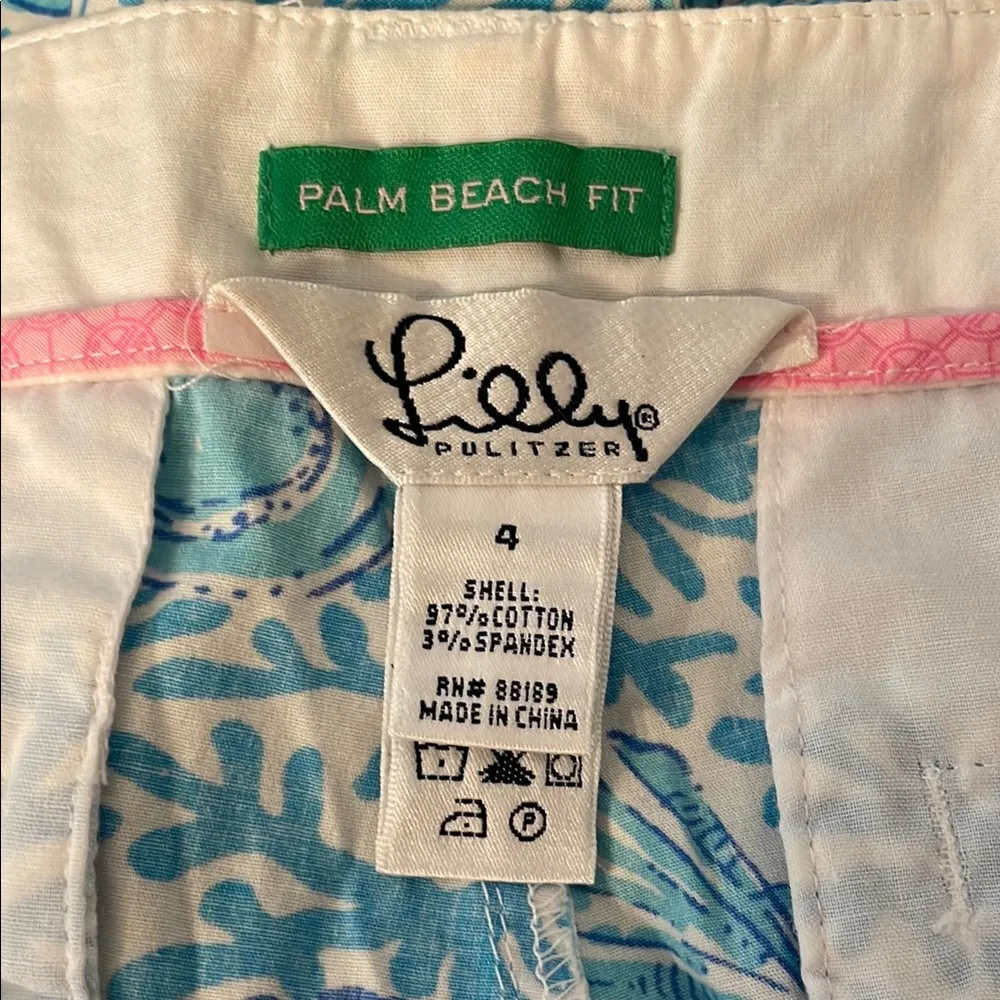 PALM BEACH FIT
Lilly®
PULITZER
4
SHELL:
97% COTTON
3% SPANDEX
RN# 88189
MADE IN CHINA
P